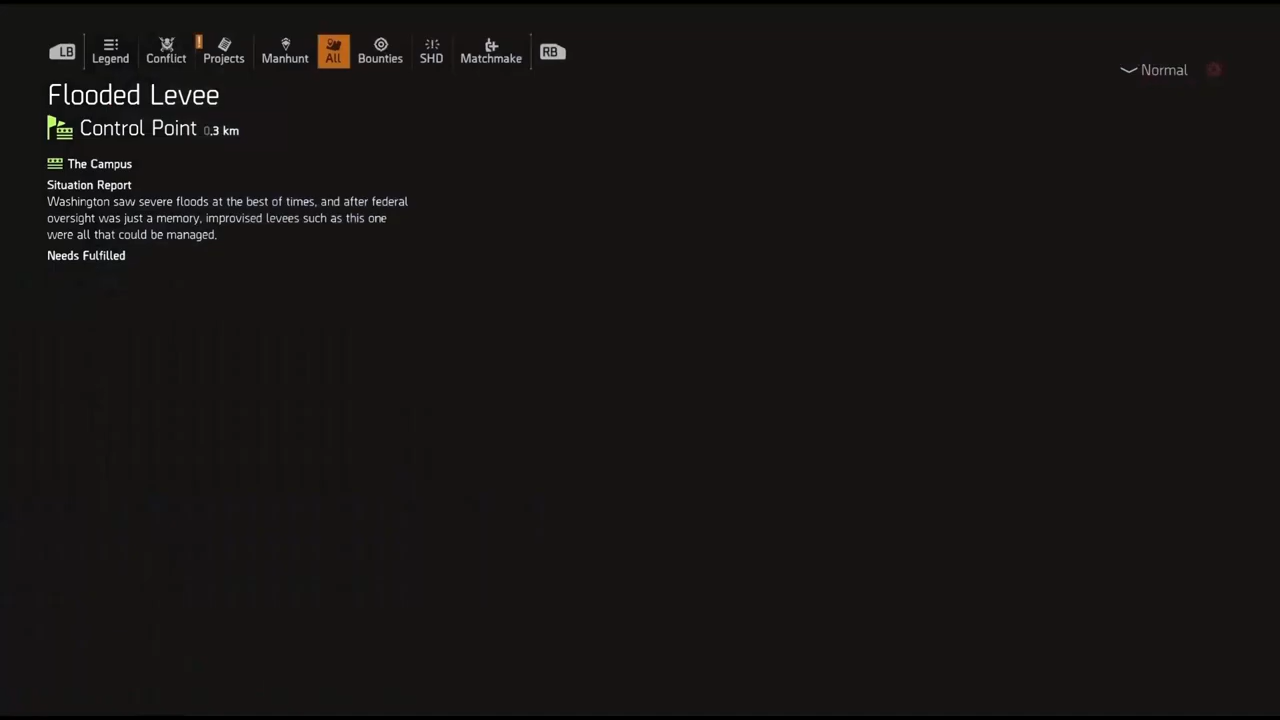 LB
Legend
Conflict
!
Projects
Manhunt
All
Bounties
SHD
Matchmake
RB
Normal
Flooded Levee
Control Point 0.3 km
The Campus
Situation Report
Washington saw severe floods at the best of times, and after federal
oversight was just a memory, improvised levees such as this one
were all that could be managed.
Needs Fulfilled